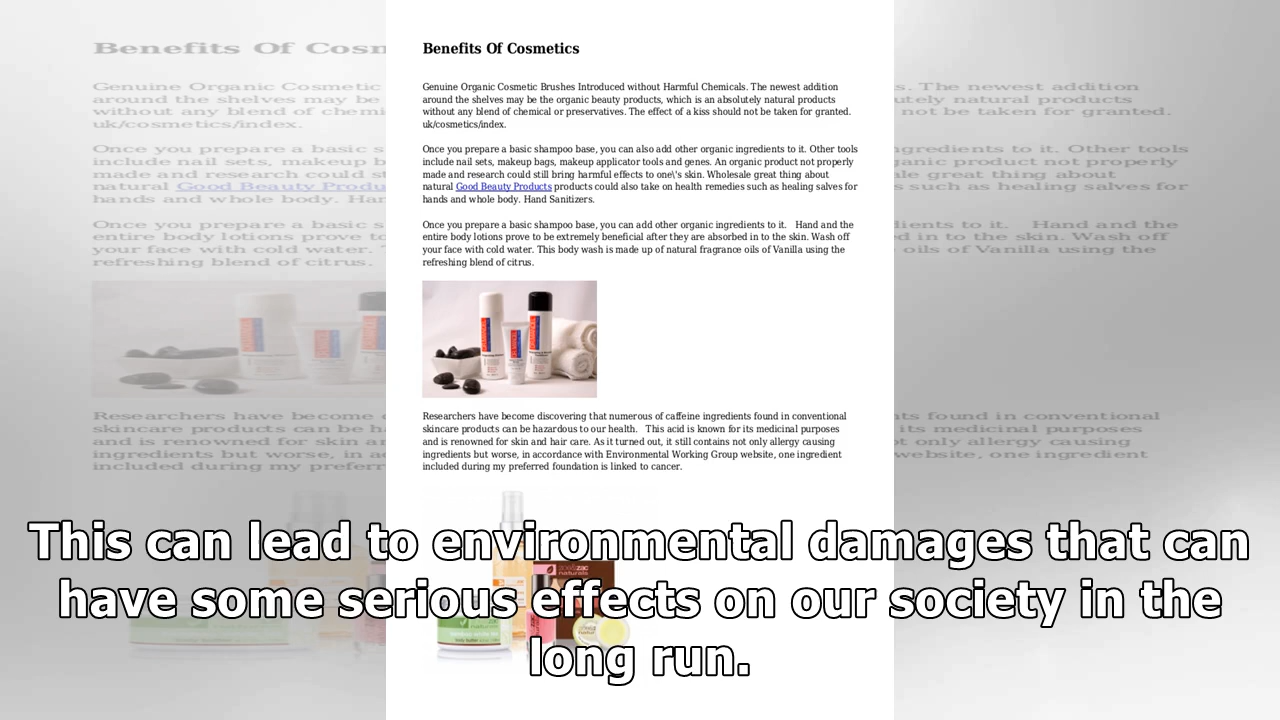 Benefits Of Cosmetics
Genuine Organic Cosmetic Brushes Introduced without Harmful Chemicals. The newest addition
around the shelves may be the organic beauty products, which is an absolutely natural products
without any blend of chemical or preservatives. The effect of a kiss should not be taken for granted.
uk/cosmetics/index.
Once you prepare a basic shampoo base, you can also add other organic ingredients to it. Other tools
include nail sets, makeup bags, makeup applicator tools and genes. An organic product not properly
made and research could still bring harmful effects to one\'s skin. Wholesale great thing about
natural Good Beauty Products products could also take on health remedies such as healing salves for
hands and whole body. Hand Sanitizers.
Once you prepare a basic shampoo base, you can add other organic ingredients to it. Hand and the
entire body lotions prove to be extremely beneficial after they are absorbed in to the skin. Wash off
your face with cold water. This body wash is made up of natural fragrance oils of Vanilla using the
refreshing blend of citrus.
Researchers have become discovering that numerous of caffeine ingredients found in conventional
skincare products can be hazardous to our health. This acid is known for its medicinal purposes
and is renowned for skin and hair care. As it turned out, it still contains not only allergy causing
ingredients but worse, in accordance with Environmental Working Group website, one ingredient
included during my preferred foundation is linked to cancer.
This can lead to environmental damages that can
have some serious effects on our society in the
long run.